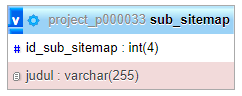 v project_p000033 sub_sitemap
# id_sub_sitemap : int(4)
judul : varchar(255)